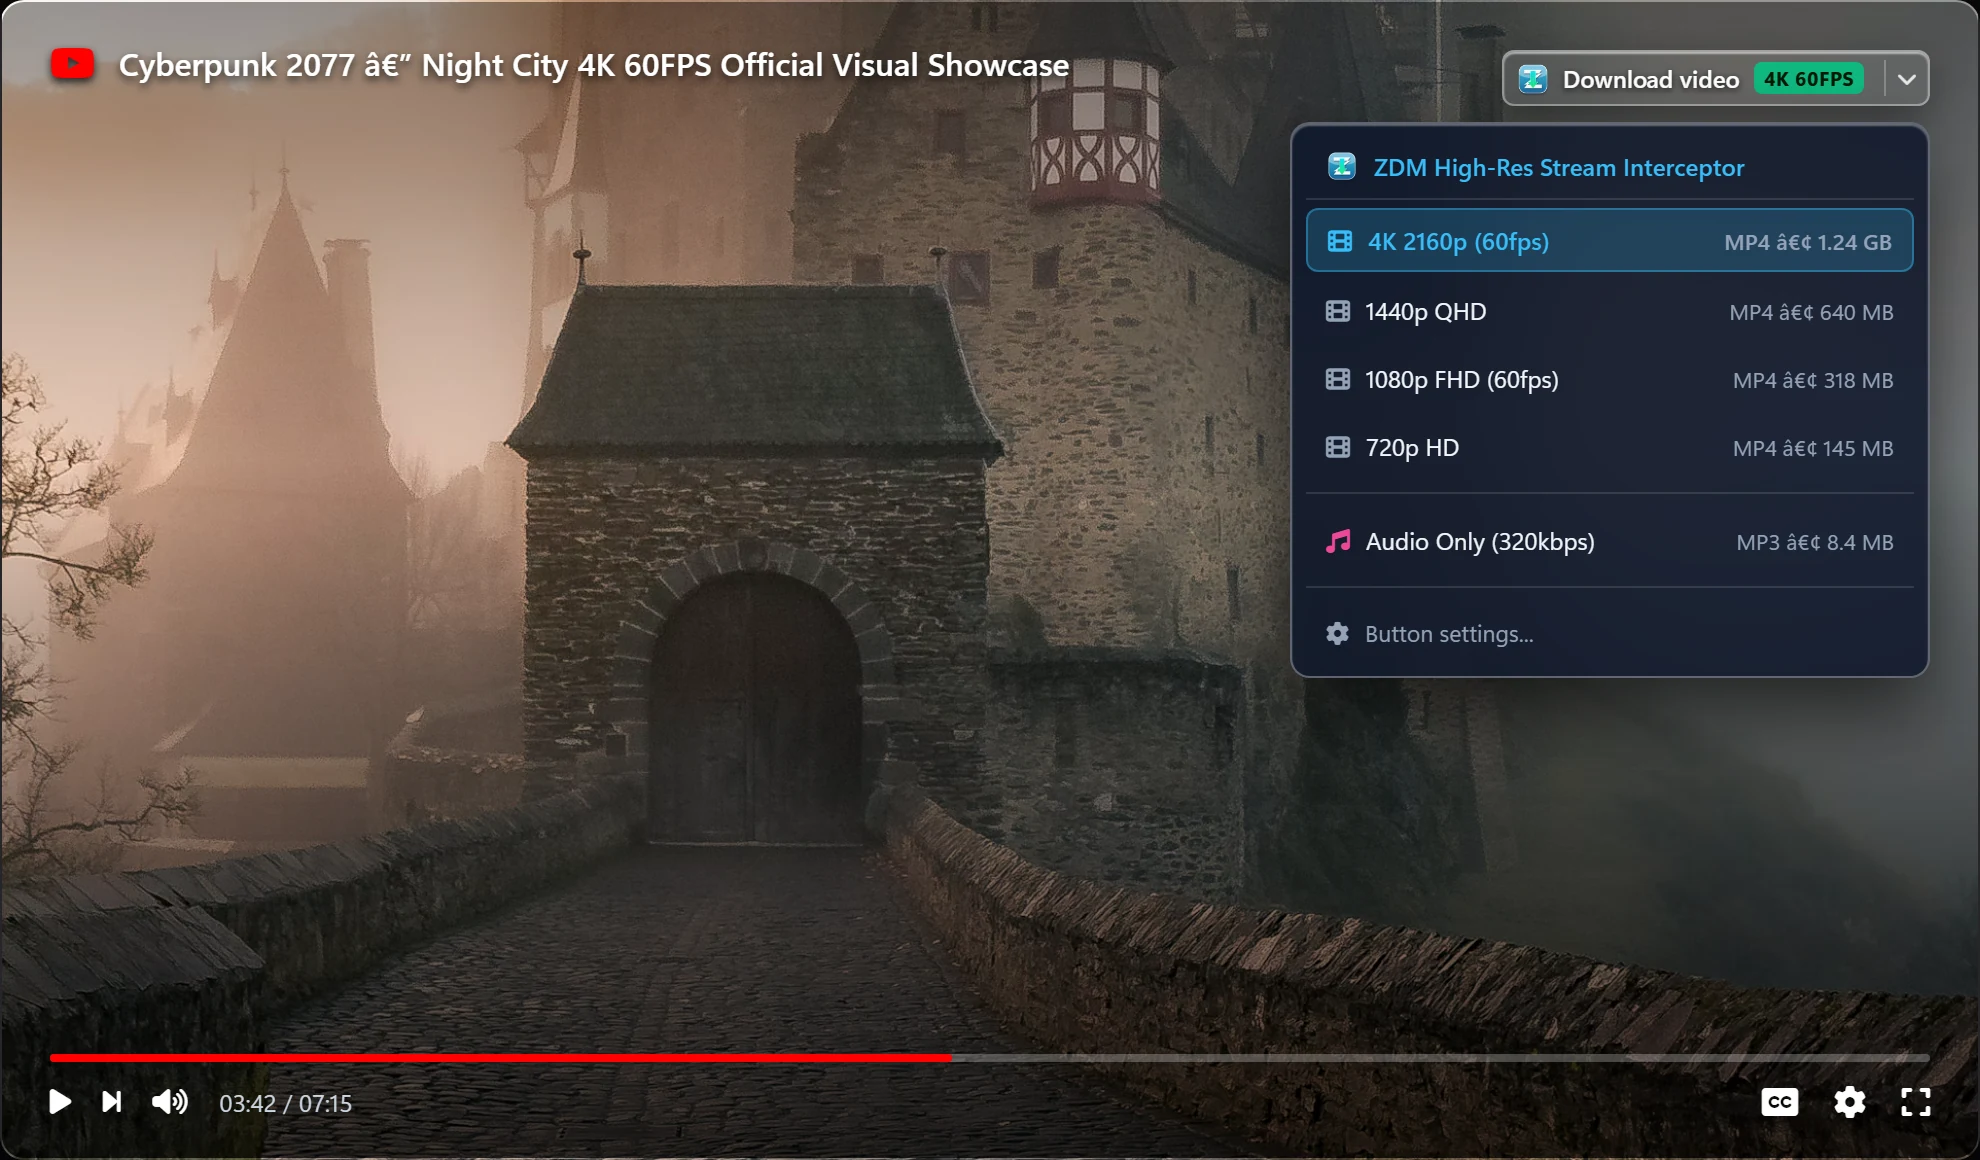 Cyberpunk 2077 â€” Night City 4K 60FPS Official Visual Showcase
Download video 4K 60FPS
ZDM High-Res Stream Interceptor
4K 2160p (60fps) MP4 â€¢ 1.24 GB
1440p QHD MP4 â€¢ 640 MB
1080p FHD (60fps) MP4 â€¢ 318 MB
720p HD MP4 â€¢ 145 MB
Audio Only (320kbps) MP3 â€¢ 8.4 MB
Button settings...
03:42 / 07:15
CC